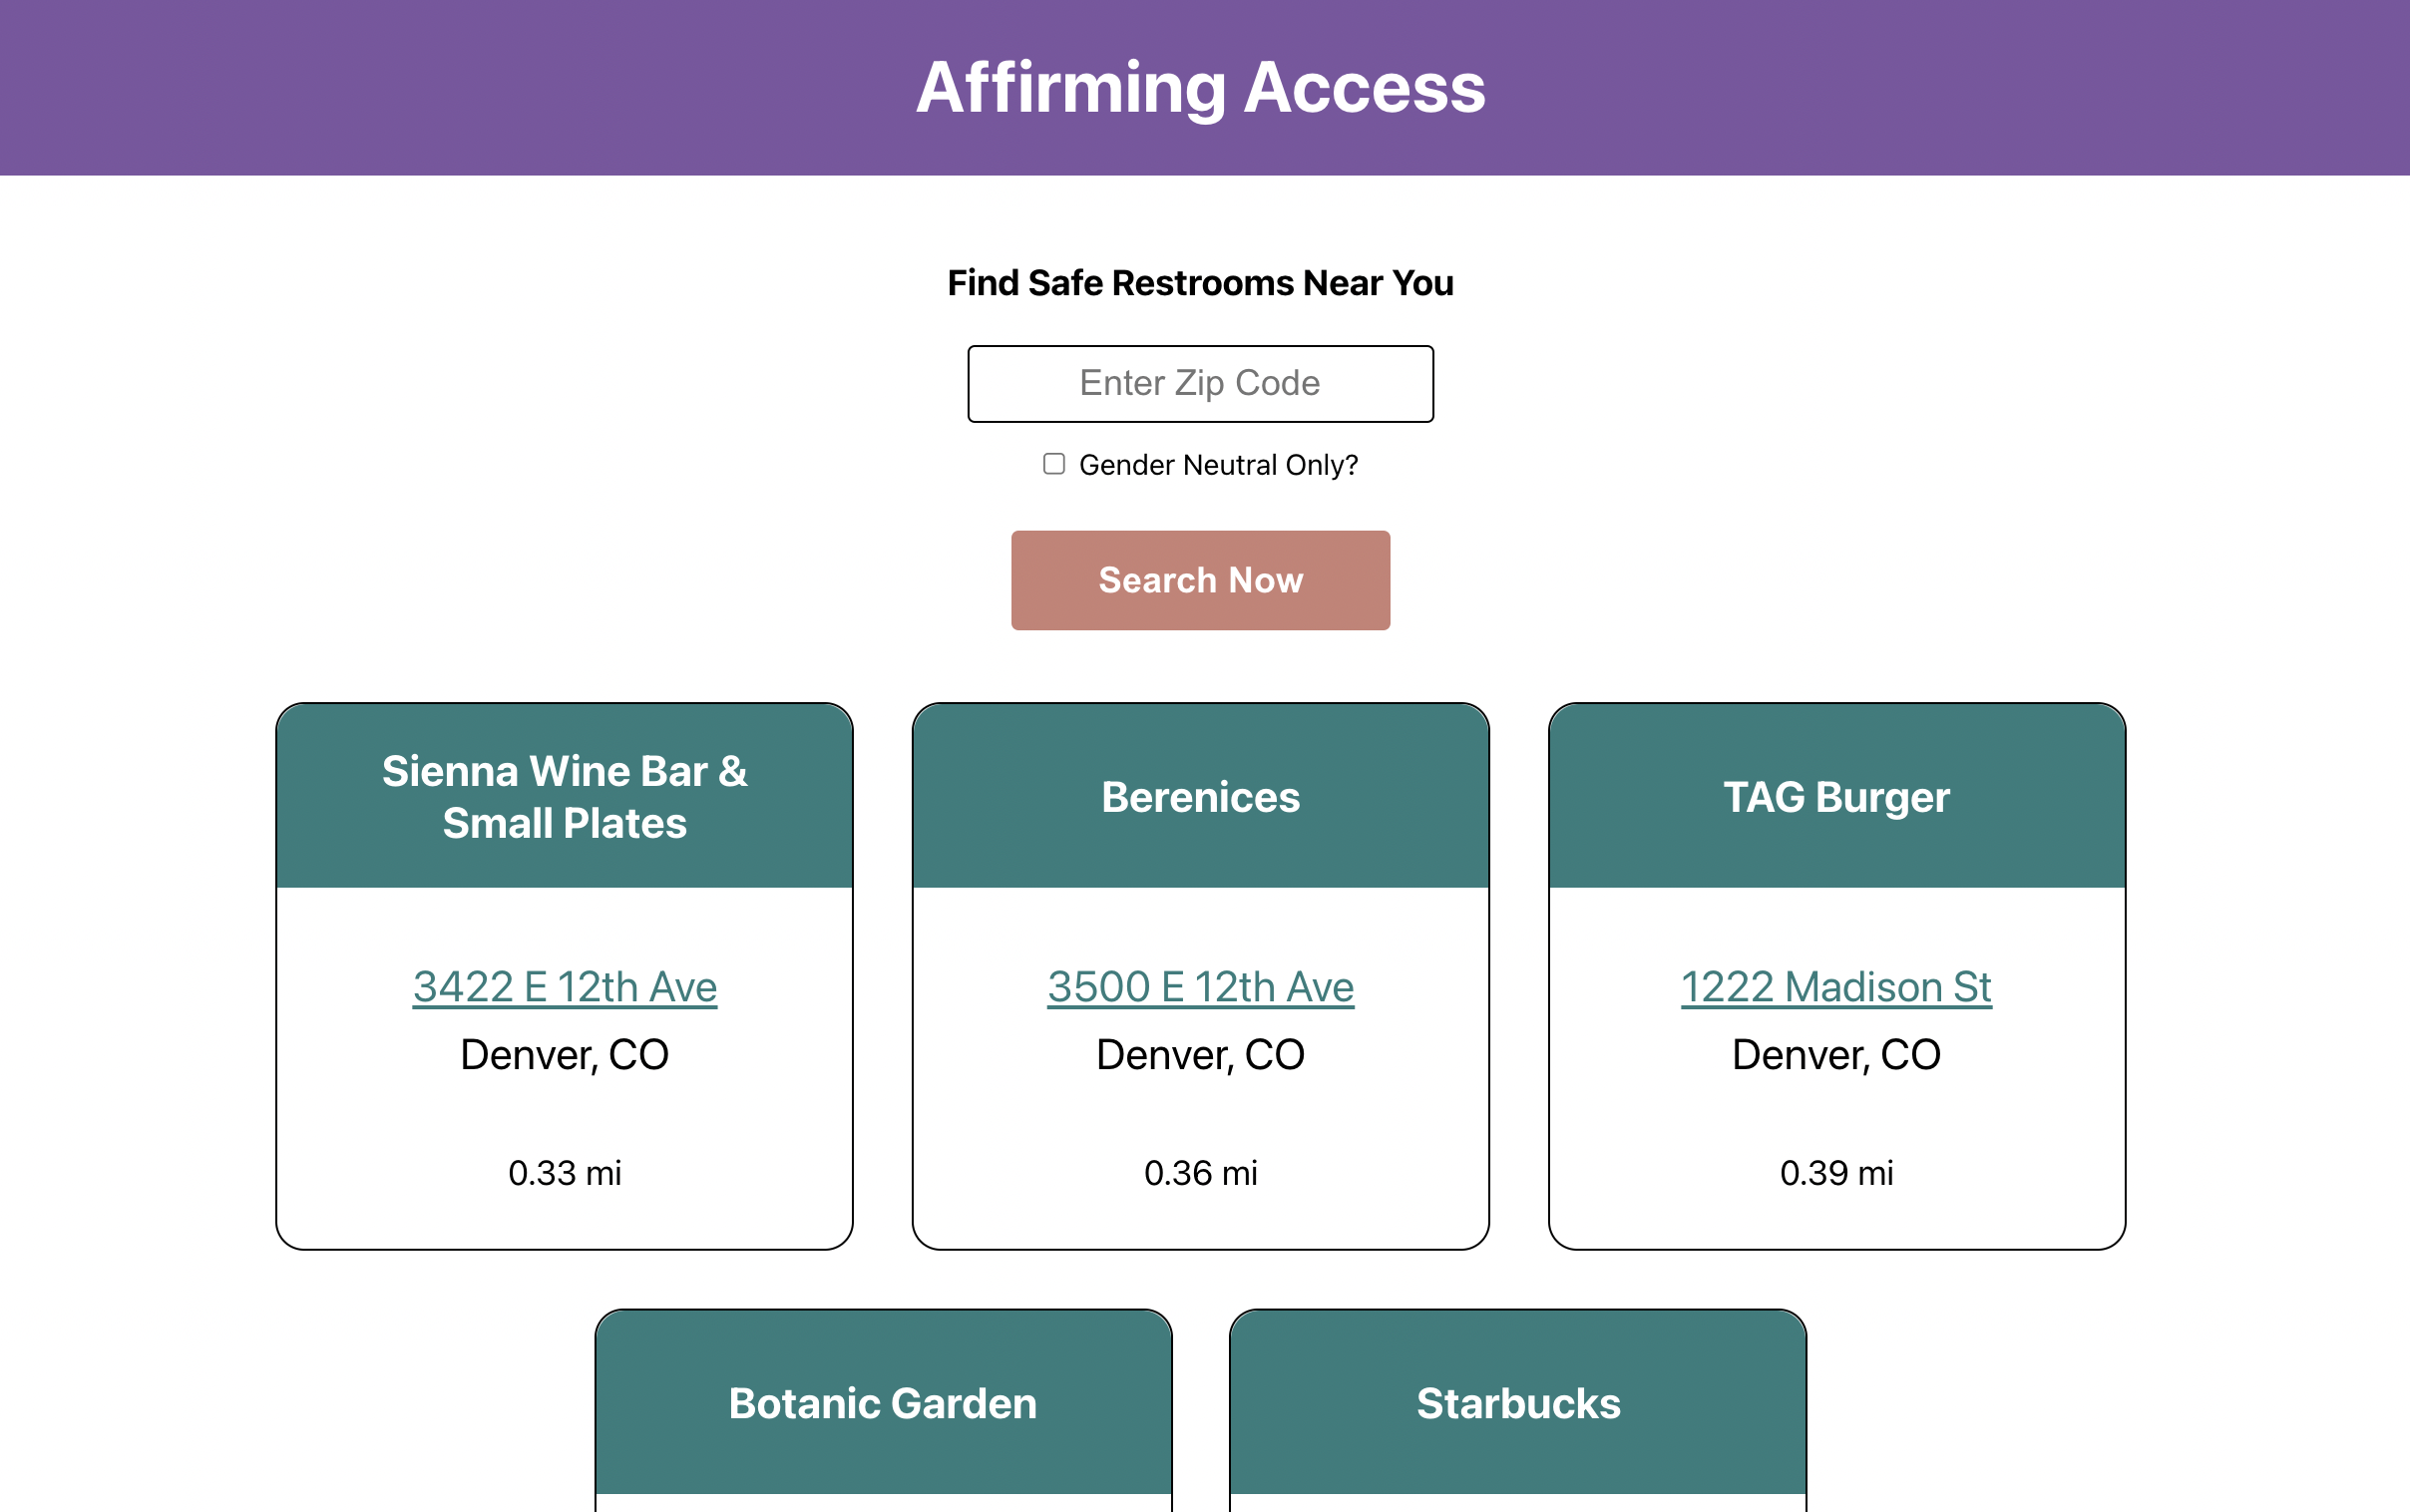 Affirming Access
Find Safe Restrooms Near You
Enter Zip Code
Gender Neutral Only?
Search Now
Sienna Wine Bar &
Small Plates
3422 E 12th Ave
Denver, CO
0.33 mi
Berenices
3500 E 12th Ave
Denver, CO
0.36 mi
TAG Burger
1222 Madison St
Denver, CO
0.39 mi
Botanic Garden
Starbucks